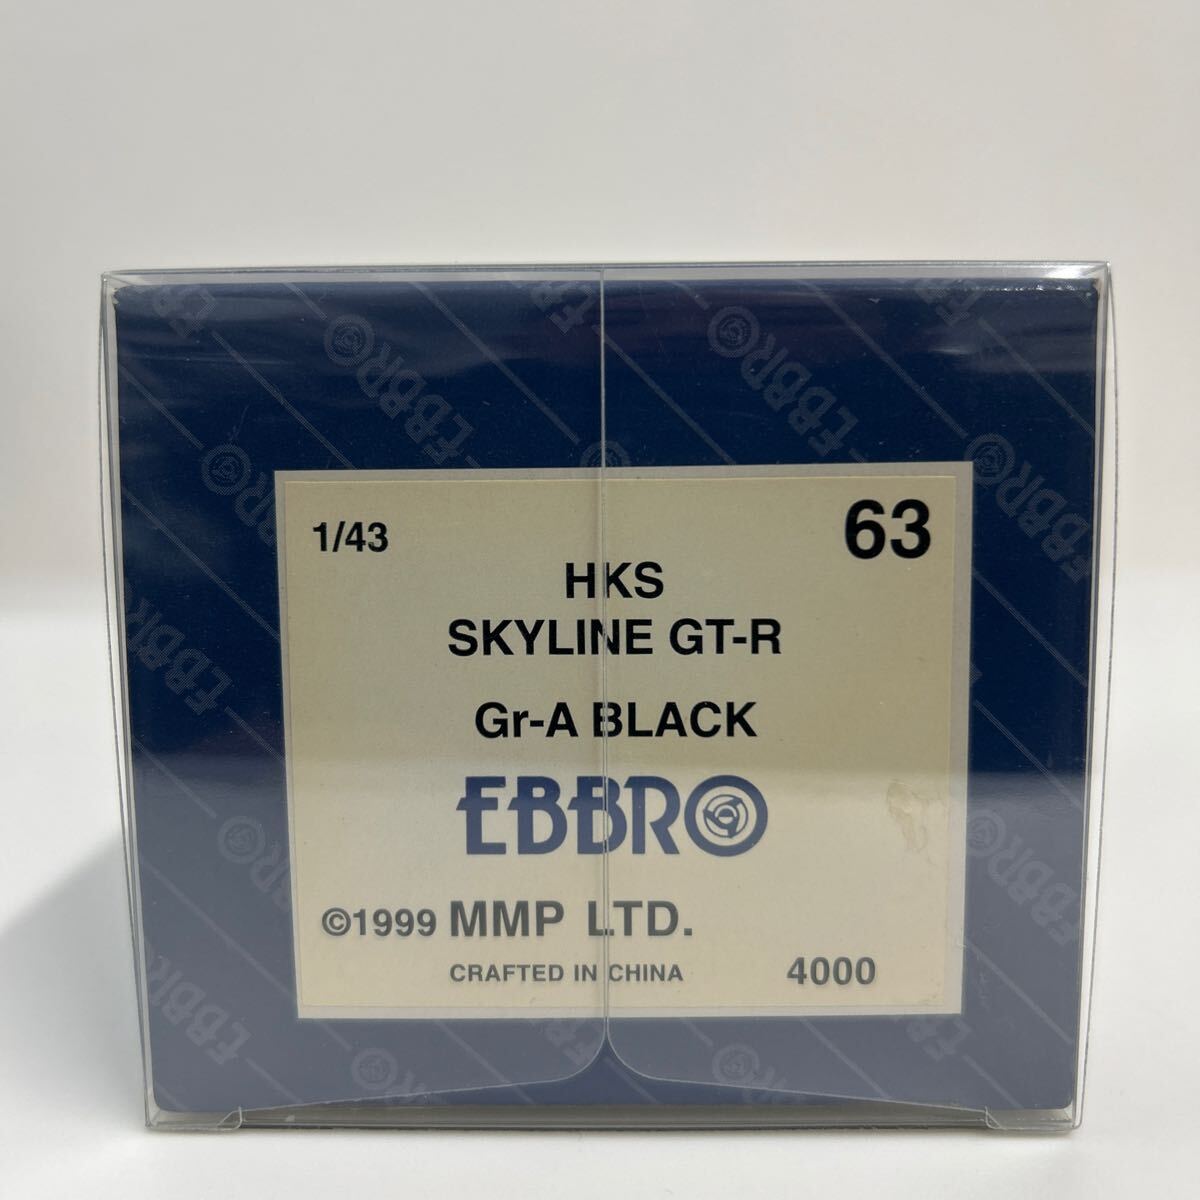 1/43
63
HKS
SKYLINE GT-R
Gr-A BLACK
EBBRO
©1999 MMP LTD.
CRAFTED IN CHINA
4000